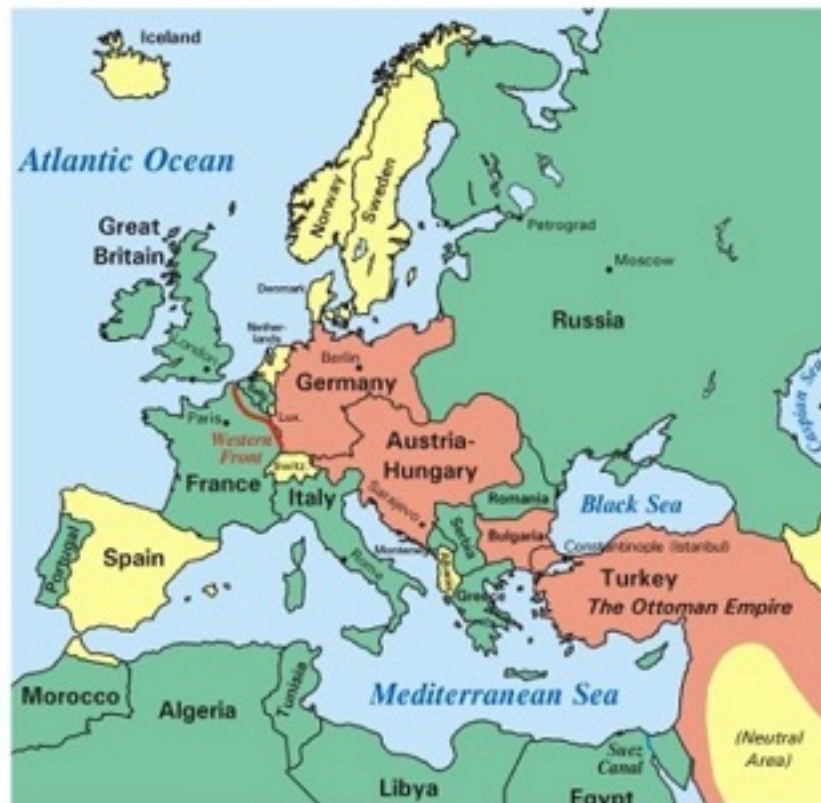 Iceland
Atlantic Ocean
Norway
Sweden
Great
Britain
Petrograd
Moscow
Denmark
Nether-
lands
Russia
London
Berlin
Germany
Caspian Sea
Lux.
Paris
Western
Front
Austria-
Hungary
Switz.
France
Italy
Romania
Black Sea
Sarajevo
Serbia
Bulgaria
Constantinople (Istanbul)
Portugal
Spain
Rome
Greece
Turkey
The Ottoman Empire
Morocco
Algeria
Tunisia
Mediterranean Sea
(Neutral
Area)
Suez
Canal
Libya
Egypt